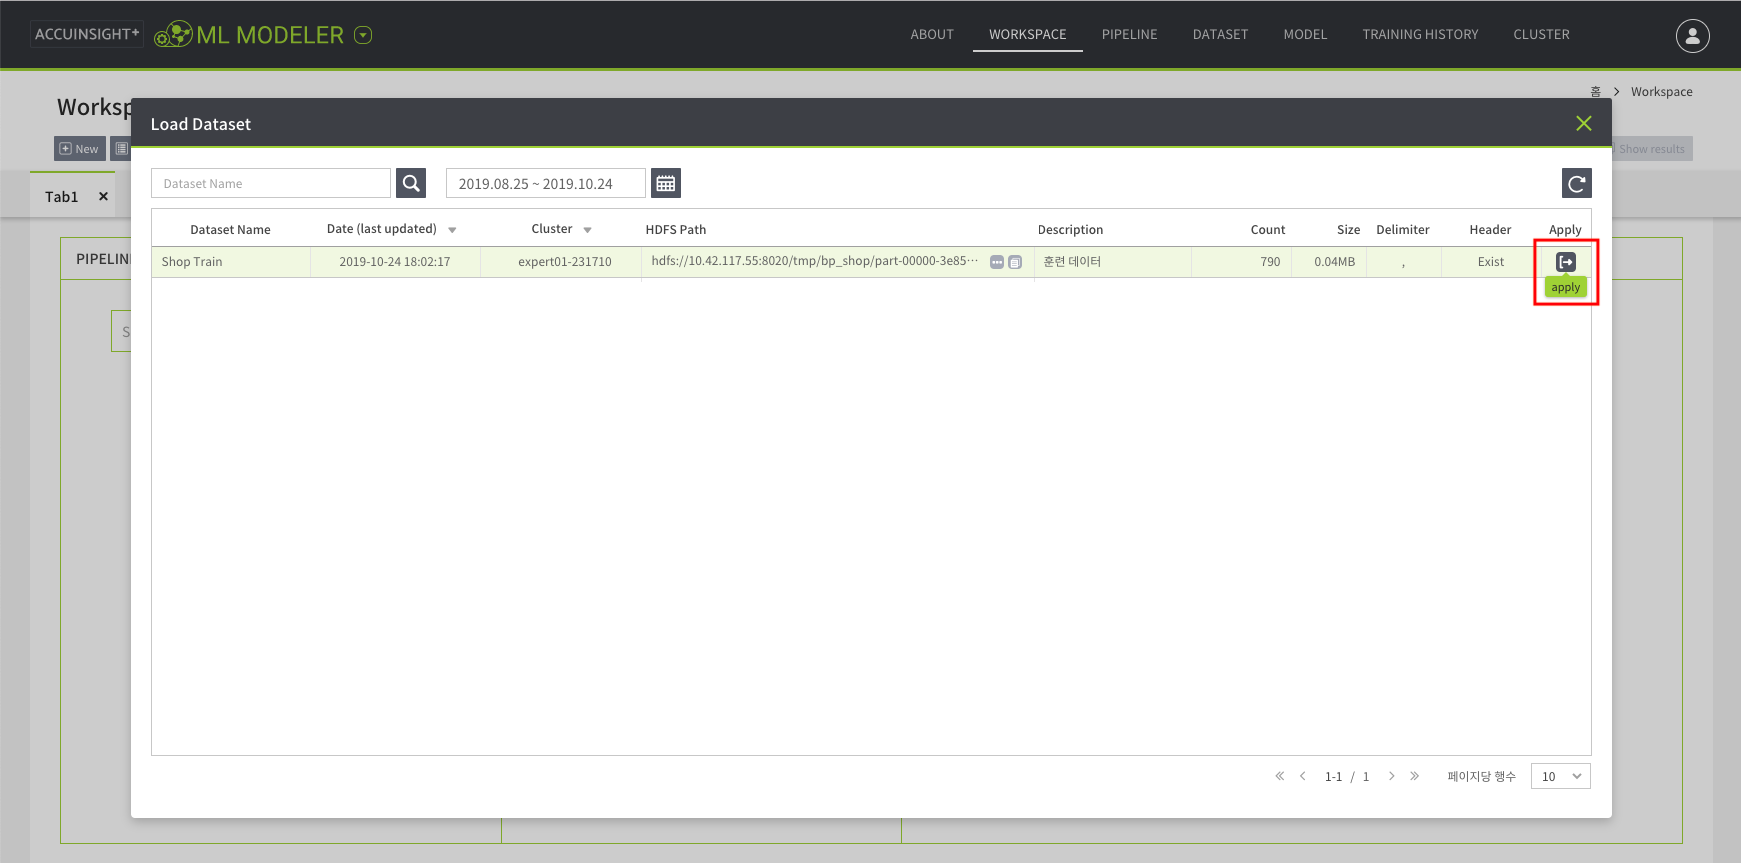 ACCUINSIGHT+ ML MODELER ABOUT WORKSPACE PIPELINE DATASET MODEL TRAINING HISTORY CLUSTER
홈 > Workspace
Worksp
Load Dataset
New
Show results
Dataset Name 2019.08.25 ~ 2019.10.24
Tab1
Dataset Name Date (last updated) Cluster HDFS Path Description Count Size Delimiter Header Apply
PIPELIN
Shop Train 2019-10-24 18:02:17 expert01-231710 hdfs://10.42.117.55:8020/tmp/bp_shop/part-00000-3e85··· 훈련 데이터 790 0.04MB , Exist
apply
S
1-1 / 1 페이지당 행수 10